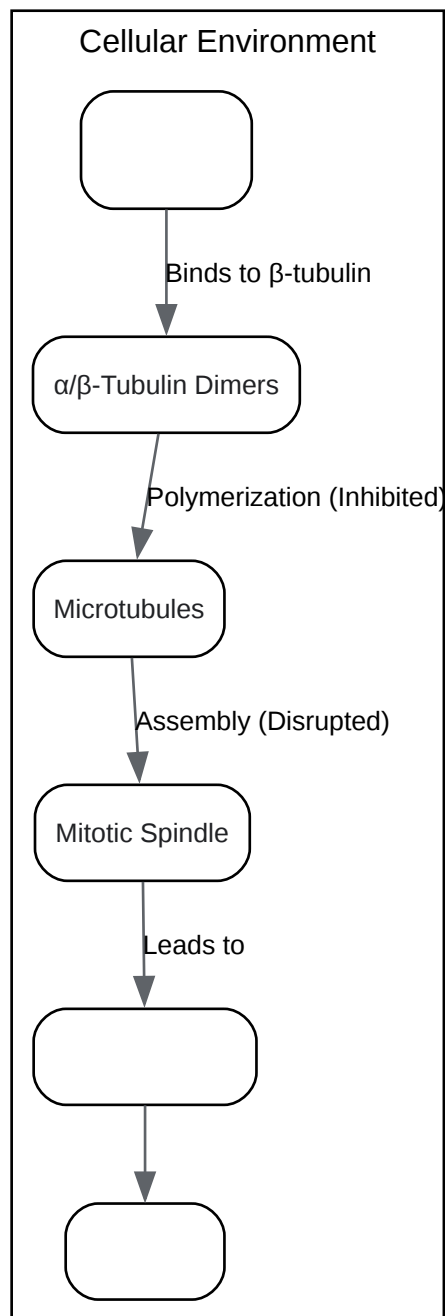 Cellular Environment
Binds to β-tubulin
α/β-Tubulin Dimers
Polymerization (Inhibited)
Microtubules
Assembly (Disrupted)
Mitotic Spindle
Leads to